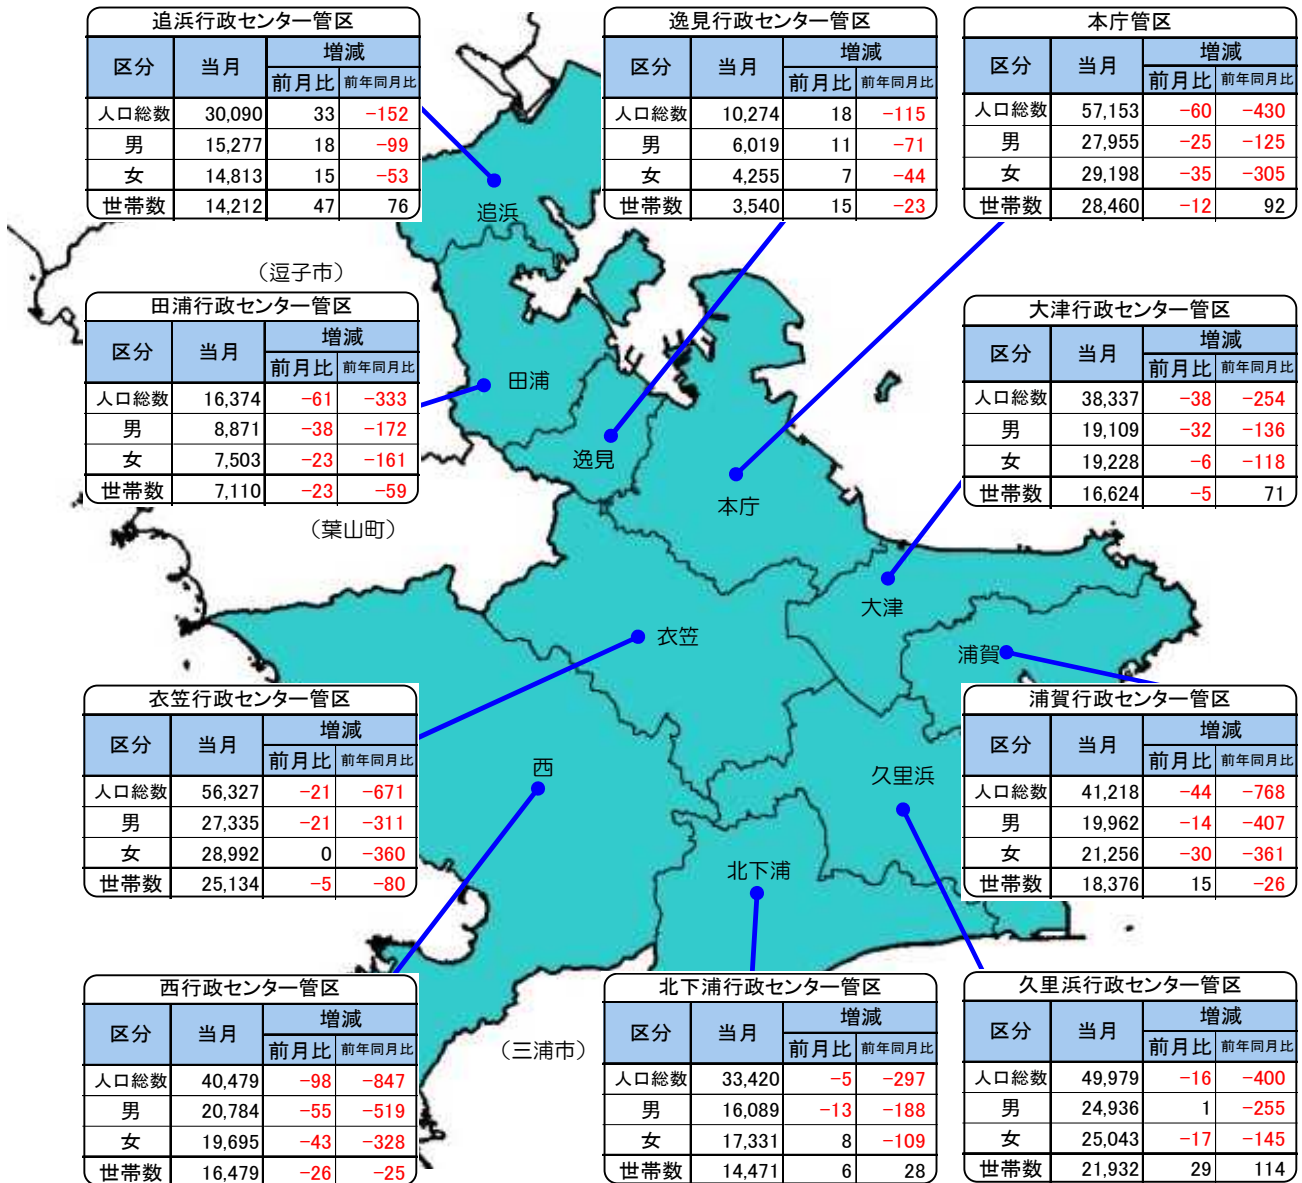 追浜行政センター管区
区分 当月 増減
前月比 前年同月比
人口総数 30,090 33 -152
男 15,277 18 -99
女 14,813 15 -53
世帯数 14,212 47 76
逸見行政センター管区
区分 当月 増減
前月比 前年同月比
人口総数 10,274 18 -115
男 6,019 11 -71
女 4,255 7 -44
世帯数 3,540 15 -23
本庁管区
区分 当月 増減
前月比 前年同月比
人口総数 57,153 -60 -430
男 27,955 -25 -125
女 29,198 -35 -305
世帯数 28,460 -12 92
追浜
（逗子市）
田浦行政センター管区
区分 当月 増減
前月比 前年同月比
人口総数 16,374 -61 -333
男 8,871 -38 -172
女 7,503 -23 -161
世帯数 7,110 -23 -59
大津行政センター管区
区分 当月 増減
前月比 前年同月比
人口総数 38,337 -38 -254
男 19,109 -32 -136
女 19,228 -6 -118
世帯数 16,624 -5 71
田浦
逸見
本庁
（葉山町）
大津
衣笠
浦賀
衣笠行政センター管区
区分 当月 増減
前月比 前年同月比
人口総数 56,327 -21 -671
男 27,335 -21 -311
女 28,992 0 -360
世帯数 25,134 -5 -80
浦賀行政センター管区
区分 当月 増減
前月比 前年同月比
人口総数 41,218 -44 -768
男 19,962 -14 -407
女 21,256 -30 -361
世帯数 18,376 15 -26
西
久里浜
北下浦
西行政センター管区
区分 当月 増減
前月比 前年同月比
人口総数 40,479 -98 -847
男 20,784 -55 -519
女 19,695 -43 -328
世帯数 16,479 -26 -25
（三浦市）
北下浦行政センター管区
区分 当月 増減
前月比 前年同月比
人口総数 33,420 -5 -297
男 16,089 -13 -188
女 17,331 8 -109
世帯数 14,471 6 28
久里浜行政センター管区
区分 当月 増減
前月比 前年同月比
人口総数 49,979 -16 -400
男 24,936 1 -255
女 25,043 -17 -145
世帯数 21,932 29 114